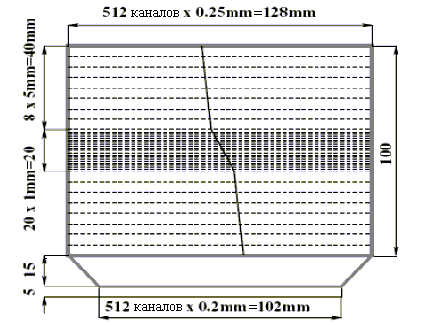 512 каналов x 0.25mm=128mm
8 x 5mm=40mm
20 x 1mm=20
100
15
5
512 каналов x 0.2mm=102mm